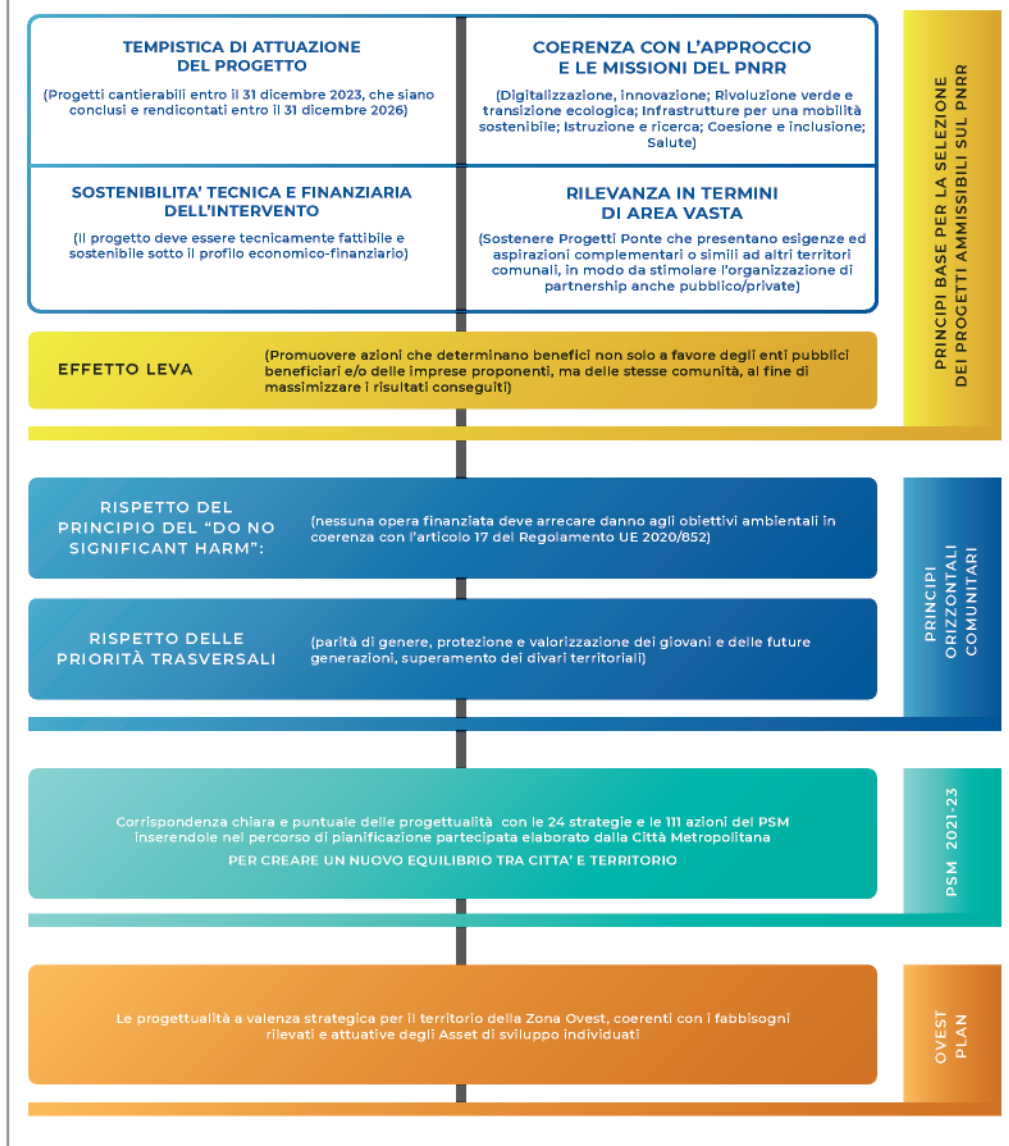 TEMPISTICA DI ATTUAZIONE
DEL PROGETTO
(Progetti cantierabili entro il 31 dicembre 2023, che siano
conclusi e rendicontati entro il 31 dicembre 2026)
COERENZA CON L'APPROCCIO
E LE MISSIONI DEL PNRR
(Digitalizzazione, innovazione; Rivoluzione verde e
transizione ecologica; Infrastrutture per una mobilità
sostenibile; Istruzione e ricerca; Coesione e inclusione;
Salute)
SOSTENIBILITA' TECNICA E FINANZIARIA
DELL'INTERVENTO
(Il progetto deve essere tecnicamente fattibile e
sostenibile sotto il profilo economico-finanziario)
RILEVANZA IN TERMINI
DI AREA VASTA
(Sostenere Progetti Ponte che presentano esigenze ed
aspirazioni complementari o simili ad altri territori
comunali, in modo da stimolare l'organizzazione di
partnership anche pubblico/private)
EFFETTO LEVA
(Promuovere azioni che determinano benefici non solo a favore degli enti pubblici
beneficiari e/o delle imprese proponenti, ma delle stesse comunità, al fine di
massimizzare i risultati conseguiti)
PRINCIPI BASE PER LA SELEZIONE
DEI PROGETTI AMMISSIBILI SUL PNRR
RISPETTO DEL
PRINCIPIO DEL "DO NO
SIGNIFICANT HARM":
(nessuna opera finanziata deve arrecare danno agli obiettivi ambientali in
coerenza con l'articolo 17 del Regolamento UE 2020/852)
RISPETTO DELLE
PRIORITÀ TRASVERSALI
(parità di genere, protezione e valorizzazione dei giovani e delle future
generazioni, superamento dei divari territoriali)
PRINCIPI
ORIZZONTALI
COMUNITARI
Corrispondenza chiara e puntuale delle progettualità con le 24 strategie e le 111 azioni del PSM
inserendole nel percorso di pianificazione partecipata elaborato dalla Città Metropolitana
PER CREARE UN NUOVO EQUILIBRIO TRA CITTA' E TERRITORIO
PSM 2021-23
Le progettualità a valenza strategica per il territorio della Zona Ovest, coerenti con i fabbisogni
rilevati e attuative degli Asset di sviluppo individuati
OVEST
PLAN